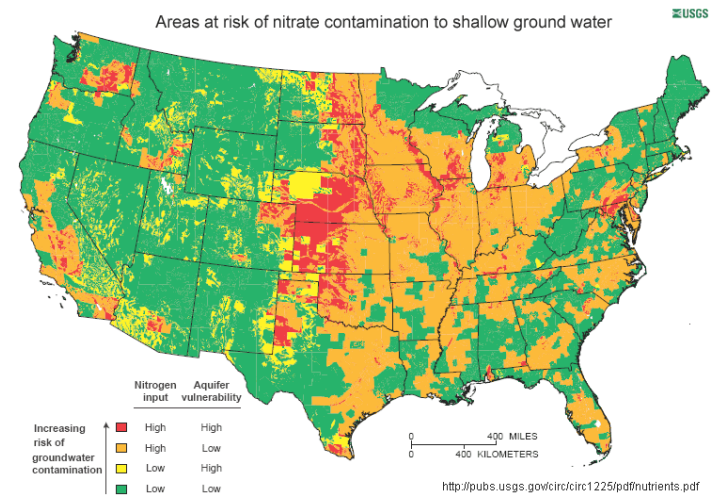 Areas at risk of nitrate contamination to shallow ground water
USGS
Nitrogen input
Aquifer vulnerability
Increasing risk of groundwater contamination
High High
High Low
Low High
Low Low
0 400 MILES
0 400 KILOMETERS
http://pubs.usgs.gov/circ/circ1225/pdf/nutrients.pdf